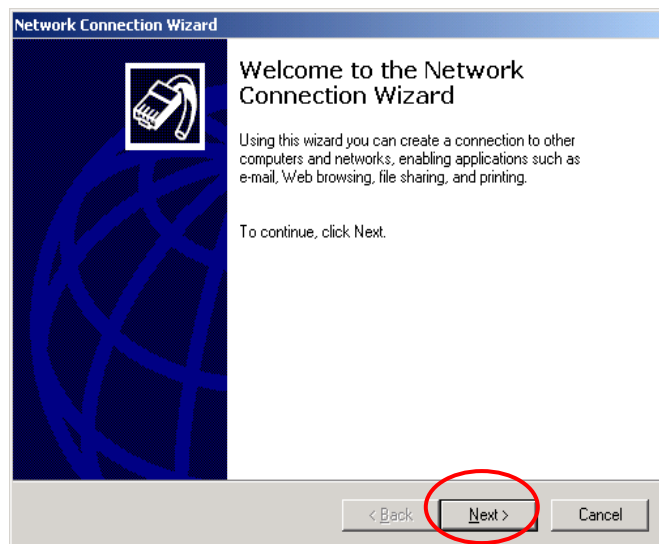 Network Connection Wizard
Welcome to the Network
Connection Wizard
Using this wizard you can create a connection to other
computers and networks, enabling applications such as
e-mail, Web browsing, file sharing, and printing.
To continue, click Next.
< Back Next > Cancel